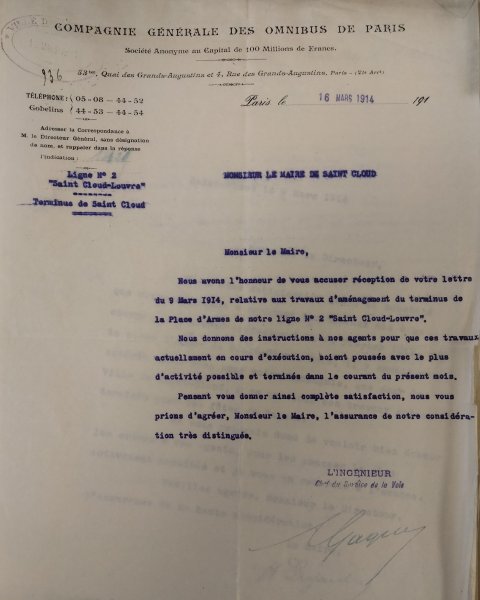 COMPAGNIE GÉNÉRALE DES OMNIBUS DE PARIS
Société Anonyme au Capital de 100 Millions de Francs.
936
53 ter, Quai des Grands-Augustins et 4, Rue des Grands-Augustins, Paris – (VIe Arrt)
TÉLÉPHONE : 05-08 – 44-52
Gobelins 44-53 – 44-54
Paris le 16 MARS 1914 191
Adresser la Correspondance à
M. le Directeur Général, sans désignation
de nom, et rappeler dans la réponse
l'indication :
Ligne N° 2
"Saint Cloud-Louvre"
Terminus de Saint Cloud
MONSIEUR LE MAIRE DE SAINT CLOUD
Monsieur le Maire,
Nous avons l'honneur de vous accuser réception de votre lettre
du 9 Mars 1914, relative aux travaux d'aménagement du terminus de
la Place d'Armes de notre ligne N° 2 "Saint Cloud-Louvre".
Nous donnons des instructions à nos agents pour que ces travaux
actuellement en cours d'exécution, soient poussés avec le plus
d'activité possible et terminés dans le courant du présent mois.
Pensant vous donner ainsi complète satisfaction, nous vous
prions d'agréer, Monsieur le Maire, l'assurance de notre considéra-
tion très distinguée.
L'INGÉNIEUR
Chef du Service de la Voie